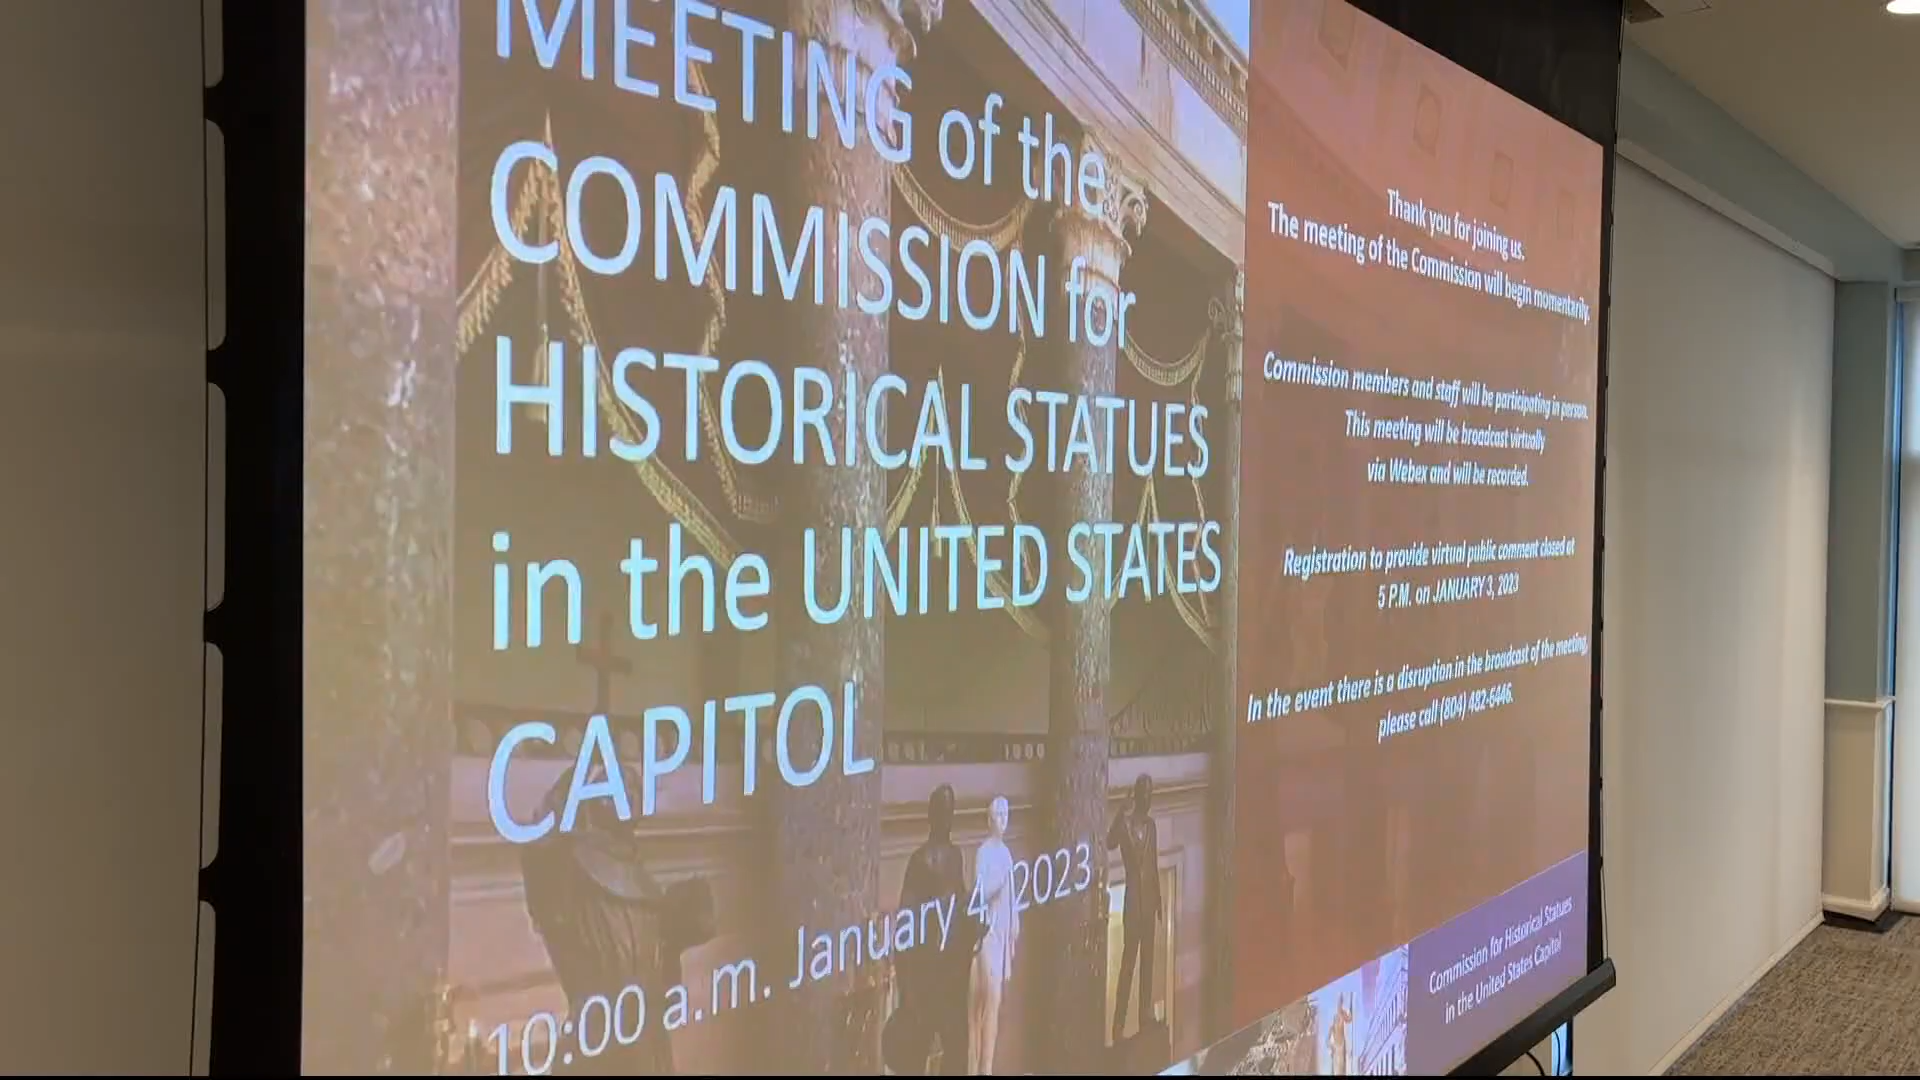 MEETING of the
COMMISSION for
HISTORICAL STATUES
in the UNITED STATES
CAPITOL
10:00 a.m. January 4, 2023
Thank you for joining us.
The meeting of the Commission will begin momentarily.
Commission members and staff will be participating in person.
This meeting will be broadcast virtually
via Webex and will be recorded.
Registration to provide virtual public comment closed at
5 P.M. on JANUARY 3, 2023
In the event there is a disruption in the broadcast of the meeting,
please call (804) 482-6446.
Commission for Historical Statues
in the United States Capitol